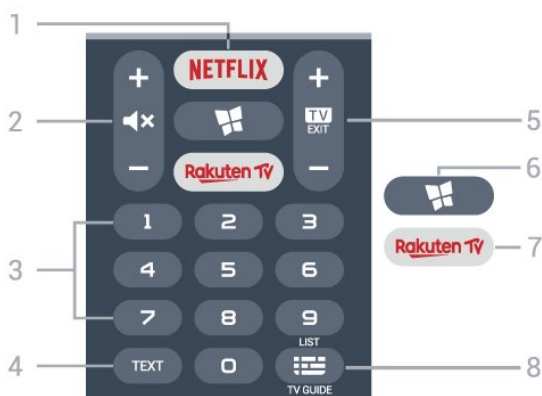 1
NETFLIX
+ +
2
TV
EXIT
5
6
− −
Rakuten TV
1 2 3
Rakuten TV
7
3
4 5 6
7 8 9
LIST
4
TEXT 0
8
TV GUIDE